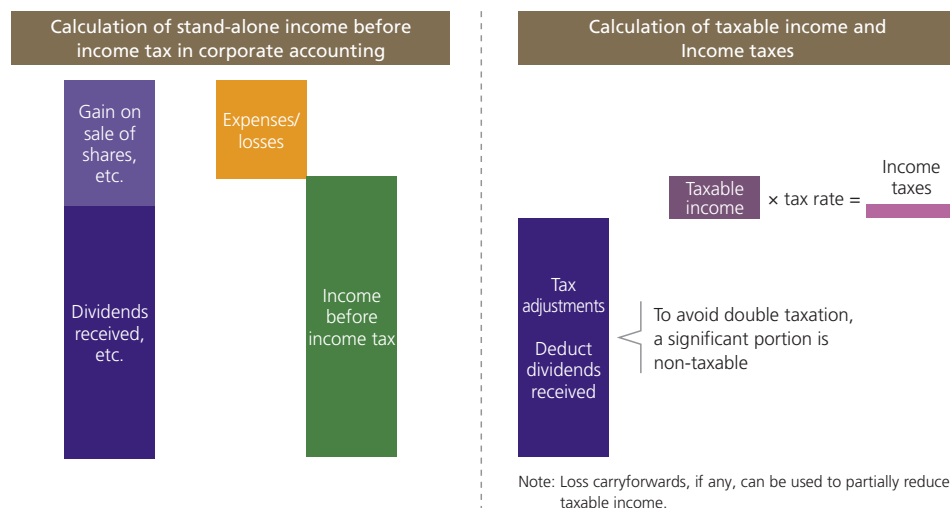 Calculation of stand-alone income before
income tax in corporate accounting
Gain on
sale of
shares,
etc.
Dividends
received,
etc.
Expenses/
losses
Income
before
income tax
Calculation of taxable income and
Income taxes
Taxable
income
× tax rate =
Income
taxes
Tax
adjustments
Deduct
dividends
received
To avoid double taxation,
a significant portion is
non-taxable
Note: Loss carryforwards, if any, can be used to partially reduce
taxable income.